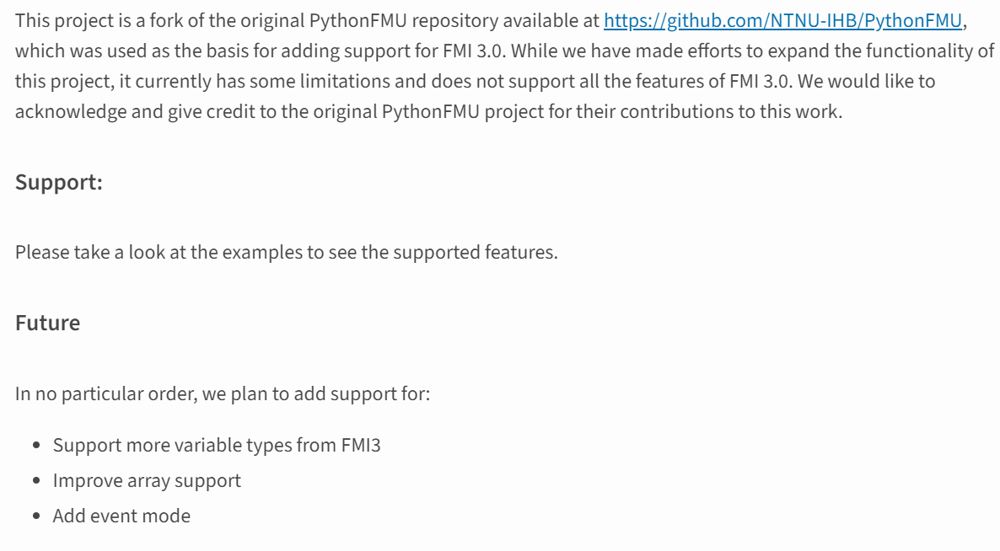 This project is a fork of the original PythonFMU repository available at https://github.com/NTNU-IHB/PythonFMU,
which was used as the basis for adding support for FMI 3.0. While we have made efforts to expand the functionality of
this project, it currently has some limitations and does not support all the features of FMI 3.0. We would like to
acknowledge and give credit to the original PythonFMU project for their contributions to this work.
Support:
Please take a look at the examples to see the supported features.
Future
In no particular order, we plan to add support for:
• Support more variable types from FMI3
• Improve array support
• Add event mode